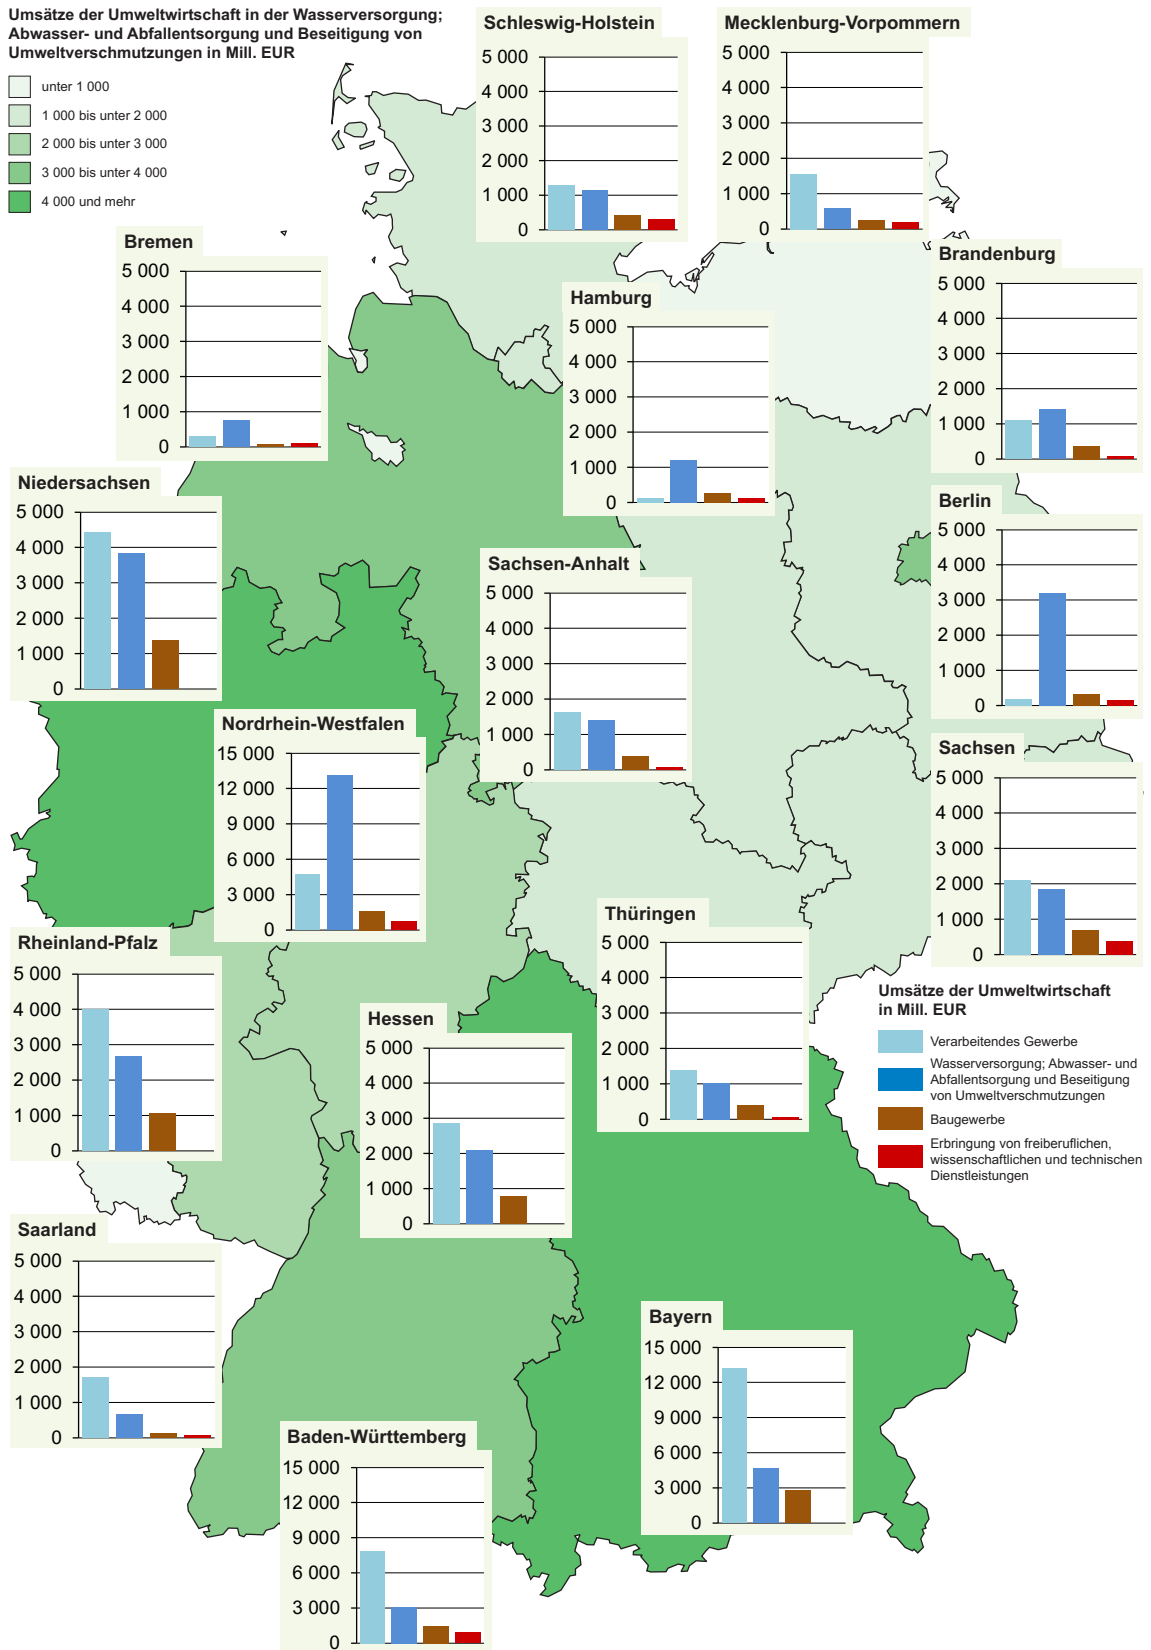 Umsätze der Umweltwirtschaft in der Wasserversorgung;
Abwasser- und Abfallentsorgung und Beseitigung von
Umweltverschmutzungen in Mill. EUR
unter 1 000
1 000 bis unter 2 000
2 000 bis unter 3 000
3 000 bis unter 4 000
4 000 und mehr
Schleswig-Holstein
5 000
4 000
3 000
2 000
1 000
0
Mecklenburg-Vorpommern
5 000
4 000
3 000
2 000
1 000
0
Bremen
5 000
4 000
3 000
2 000
1 000
0
Hamburg
5 000
4 000
3 000
2 000
1 000
0
Brandenburg
5 000
4 000
3 000
2 000
1 000
0
Niedersachsen
5 000
4 000
3 000
2 000
1 000
0
Sachsen-Anhalt
5 000
4 000
3 000
2 000
1 000
0
Berlin
5 000
4 000
3 000
2 000
1 000
0
Nordrhein-Westfalen
15 000
12 000
9 000
6 000
3 000
0
Sachsen
5 000
4 000
3 000
2 000
1 000
0
Rheinland-Pfalz
5 000
4 000
3 000
2 000
1 000
0
Hessen
5 000
4 000
3 000
2 000
1 000
0
Thüringen
5 000
4 000
3 000
2 000
1 000
0
Umsätze der Umweltwirtschaft
in Mill. EUR
Verarbeitendes Gewerbe
Wasserversorgung; Abwasser- und
Abfallentsorgung und Beseitigung
von Umweltverschmutzungen
Baugewerbe
Erbringung von freiberuflichen,
wissenschaftlichen und technischen
Dienstleistungen
Saarland
5 000
4 000
3 000
2 000
1 000
0
Bayern
15 000
12 000
9 000
6 000
3 000
0
Baden-Württemberg
15 000
12 000
9 000
6 000
3 000
0